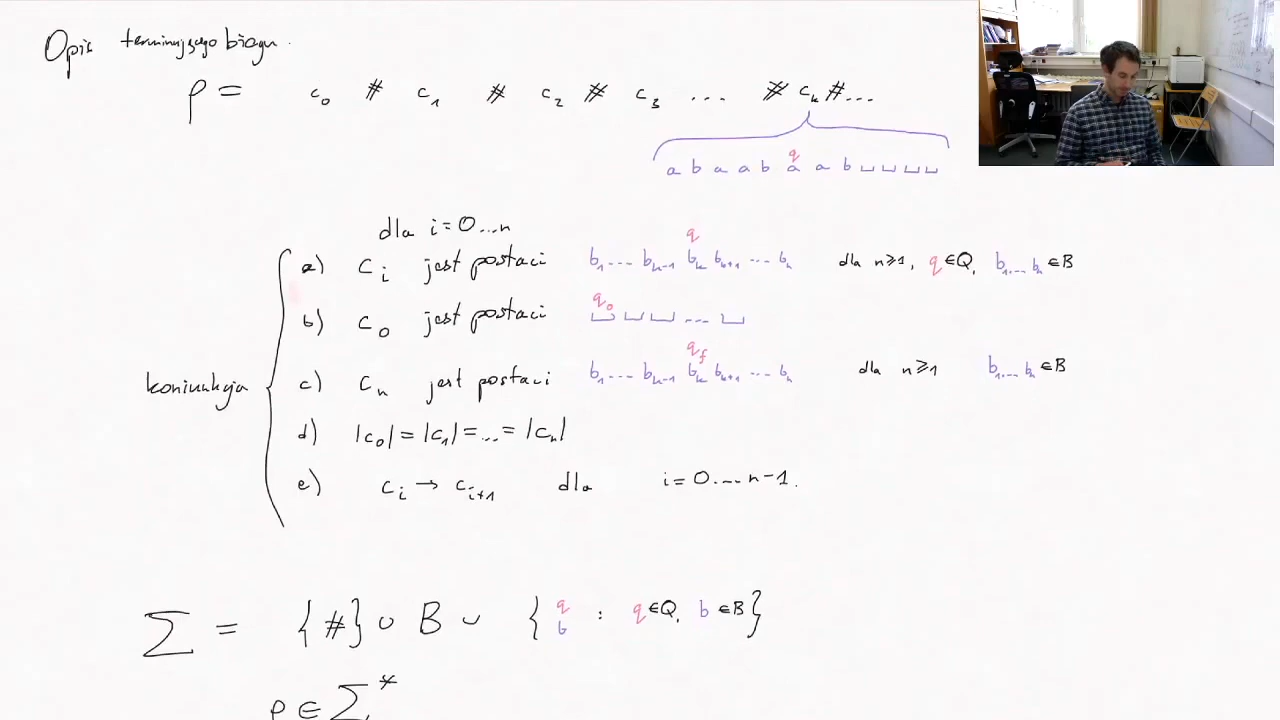 Opis terminującego biegu.
ρ = c₀ # c₁ # c₂ # c₃ ... # cₖ # ...
q
a b a a b a a b ⊔ ⊔ ⊔ ⊔
dla i = 0...n
q
a) cᵢ jest postaci b₁ ... bₖ₋₁ bₖ bₖ₊₁ ... bₙ dla n≥1, q∈Q, b₁,... bₙ ∈B
q₀
b) c₀ jest postaci ⊔ ⊔ ⊔ ... ⊔
q_f
koniunkcja { c) cₙ jest postaci b₁ ... bₖ₋₁ bₖ bₖ₊₁ ... bₙ dla n≥1 b₁,... bₙ ∈B
d) |c₀| = |c₁| = ... = |cₙ|
e) cᵢ → cᵢ₊₁ dla i = 0 ... n-1.
Σ = {#} ∪ B ∪ { q b : q∈Q, b∈B }
ρ ∈ Σ*